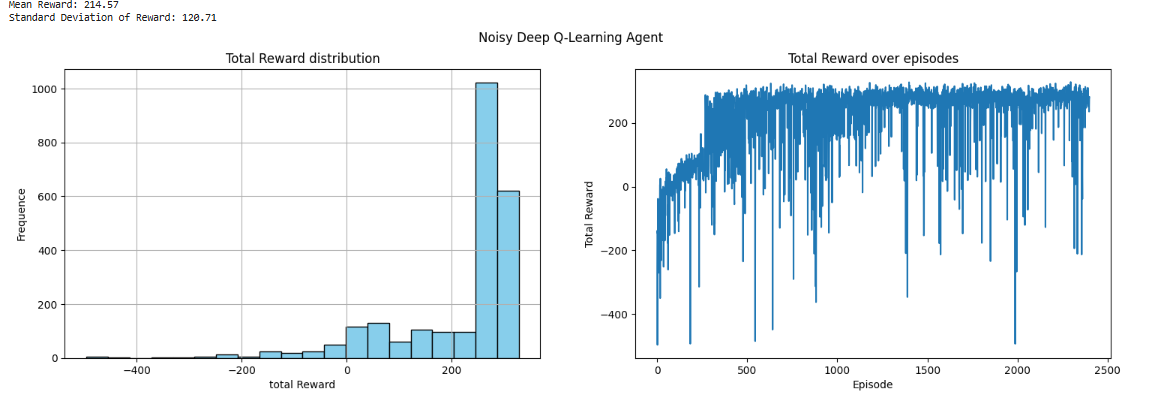 Mean Reward: 214.57
Standard Deviation of Reward: 120.71
Noisy Deep Q-Learning Agent
Total Reward distribution
Frequence
1000
800
600
400
200
0
−400
−200
0
200
total Reward
Total Reward over episodes
Total Reward
200
0
−200
−400
0
500
1000
1500
2000
2500
Episode